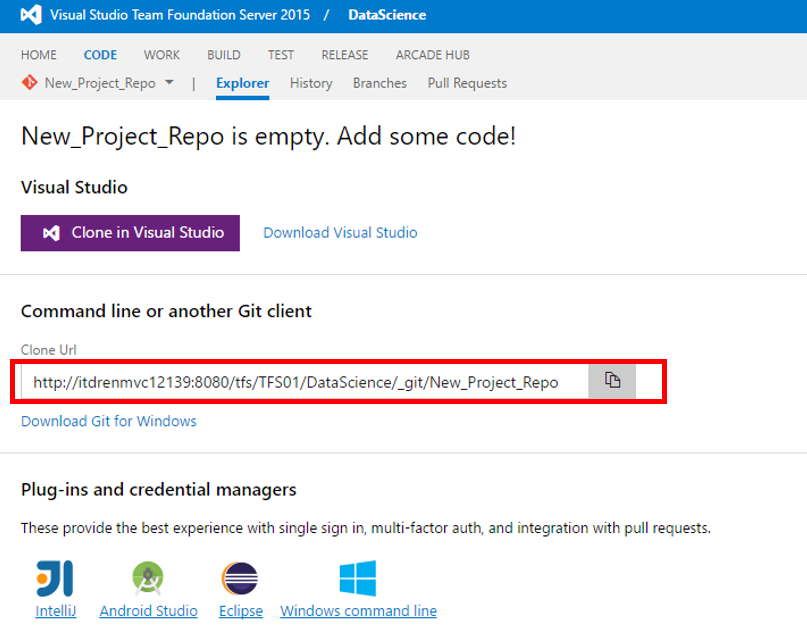 Visual Studio Team Foundation Server 2015 / DataScience
HOME CODE WORK BUILD TEST RELEASE ARCADE HUB
New_Project_Repo | Explorer History Branches Pull Requests
New_Project_Repo is empty. Add some code!
Visual Studio
Clone in Visual Studio Download Visual Studio
Command line or another Git client
Clone Url
http://itdrenmvc12139:8080/tfs/TFS01/DataScience/_git/New_Project_Repo
Download Git for Windows
Plug-ins and credential managers
These provide the best experience with single sign in, multi-factor auth, and integration with pull requests.
IntelliJ Android Studio Eclipse Windows command line